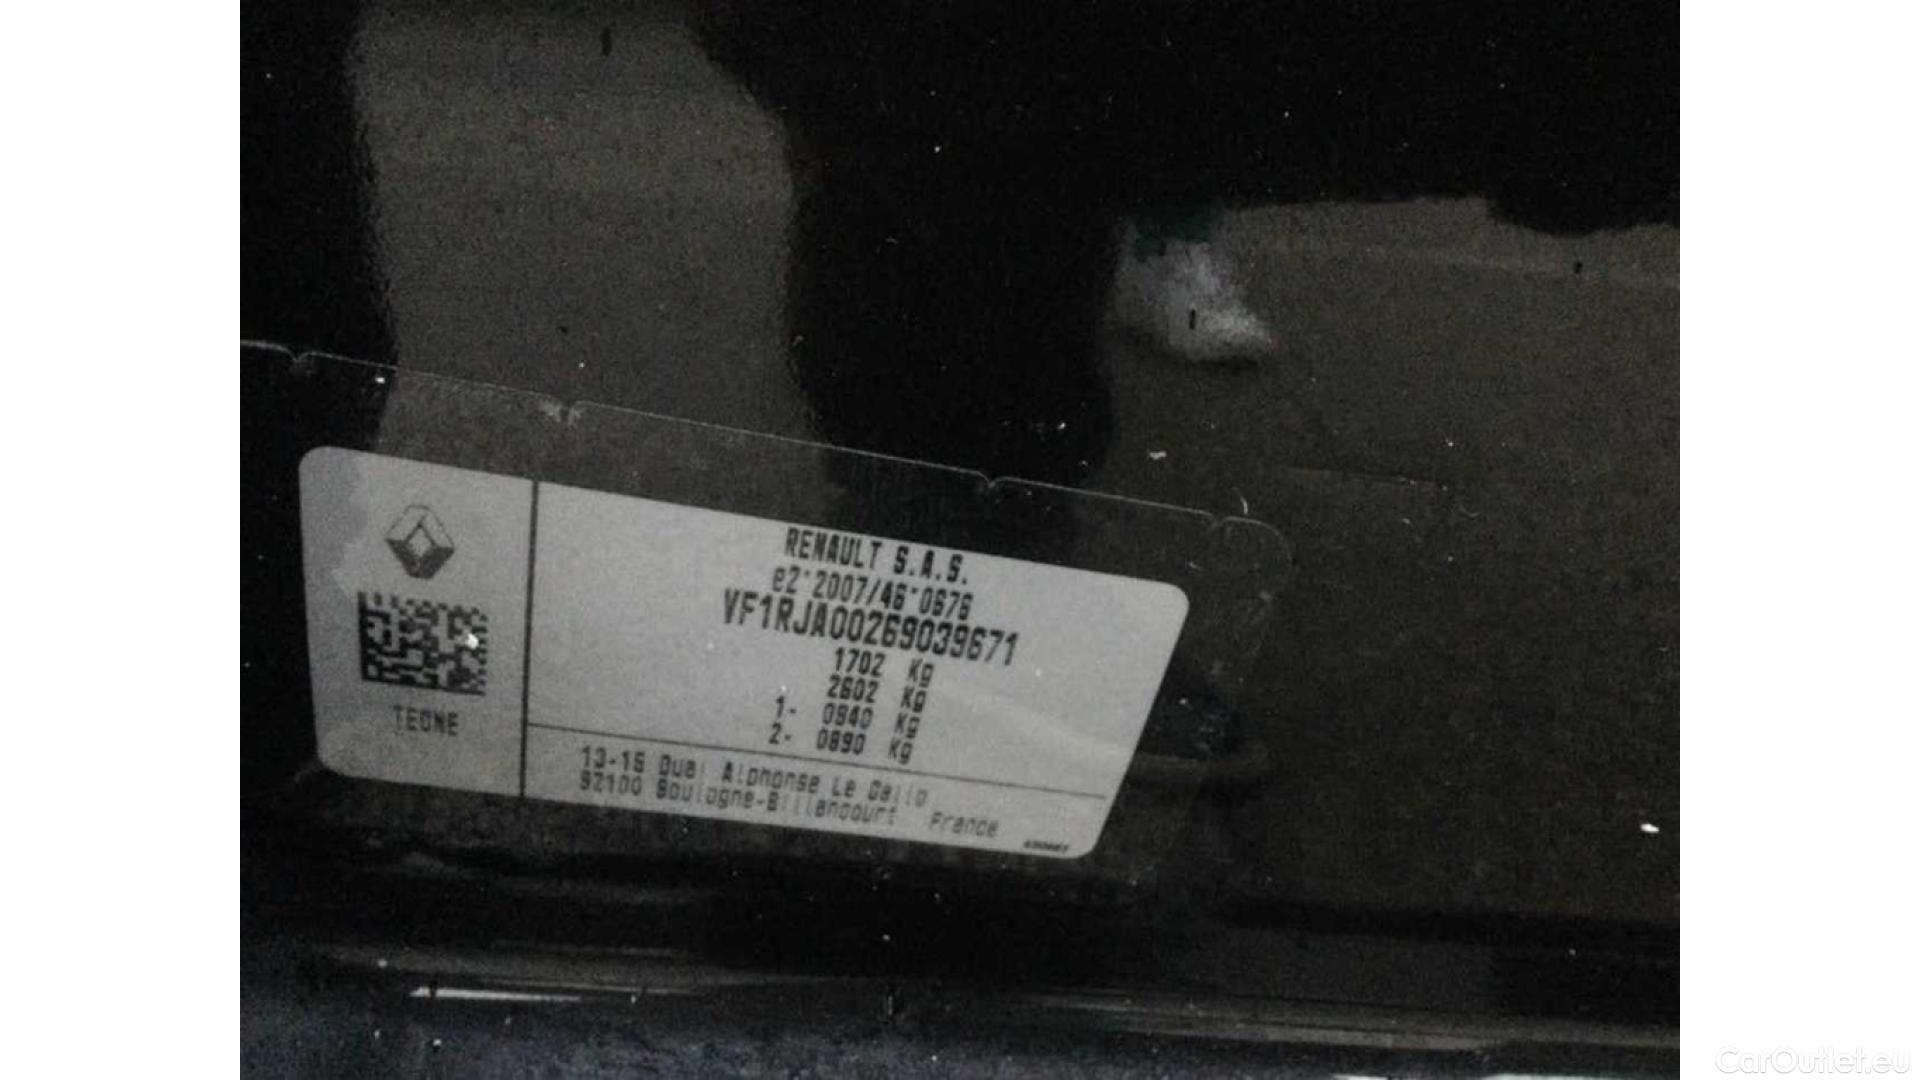 RENAULT S.A.S.
e2*2007/46*0676
VF1RJA00269039671
1702 Kg
2602 Kg
1- 0940 Kg
2- 0890 Kg
TEONE
13-15 Quai Alphonse Le Gallo
92100 Boulogne-Billancourt France
CarOutlet.eu